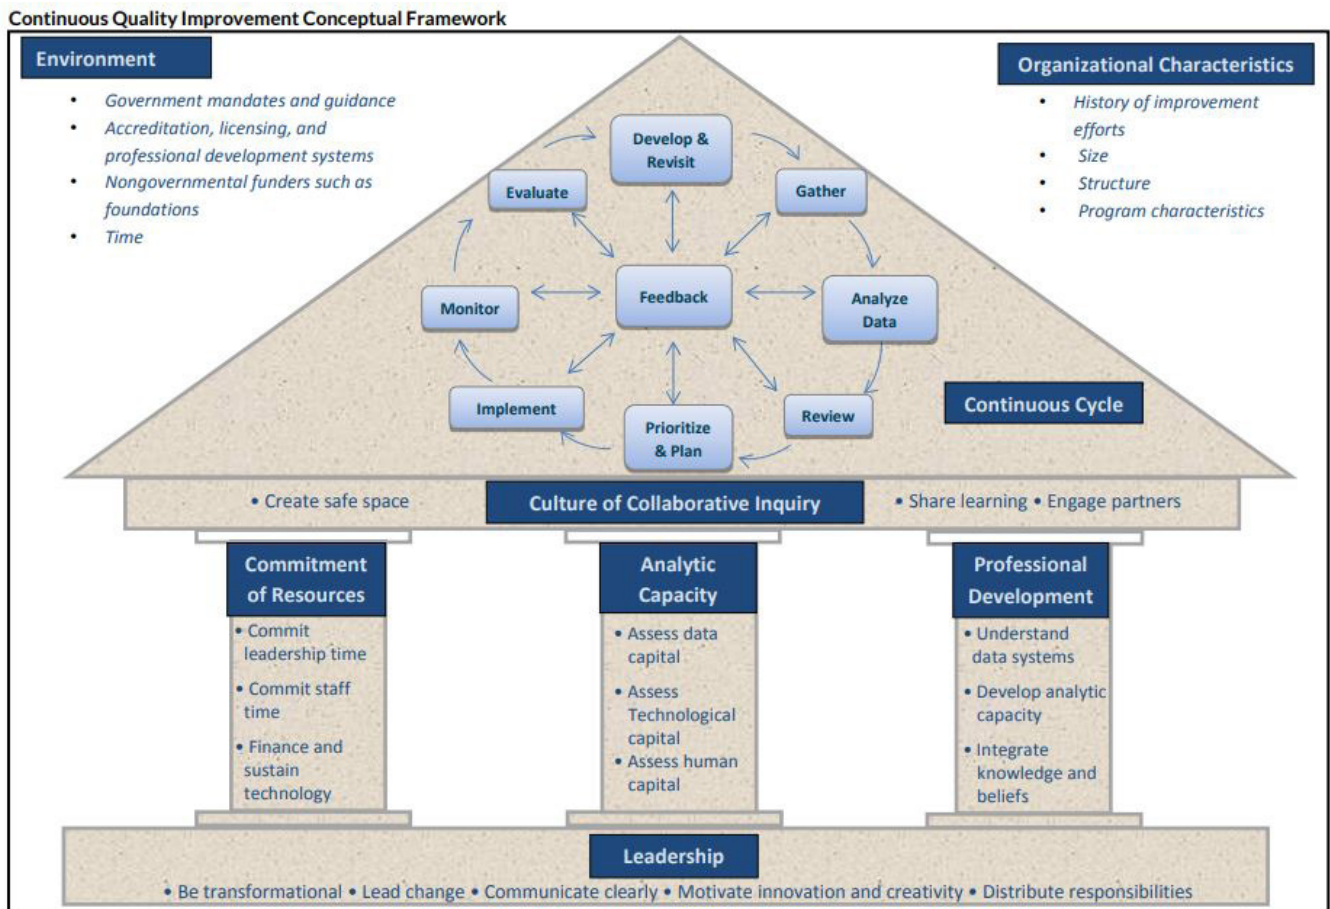 Continuous Quality Improvement Conceptual Framework
Environment
• Government mandates and guidance
• Accreditation, licensing, and
professional development systems
• Nongovernmental funders such as
foundations
• Time
Organizational Characteristics
• History of improvement
efforts
• Size
• Structure
• Program characteristics
Develop &
Revisit
Gather
Analyze
Data
Review
Prioritize
& Plan
Implement
Monitor
Evaluate
Feedback
Continuous Cycle
• Create safe space
Culture of Collaborative Inquiry
• Share learning • Engage partners
Commitment
of Resources
• Commit
leadership time
• Commit staff
time
• Finance and
sustain
technology
Analytic
Capacity
• Assess data
capital
• Assess
Technological
capital
• Assess human
capital
Professional
Development
• Understand
data systems
• Develop analytic
capacity
• Integrate
knowledge and
beliefs
Leadership
• Be transformational • Lead change • Communicate clearly • Motivate innovation and creativity • Distribute responsibilities